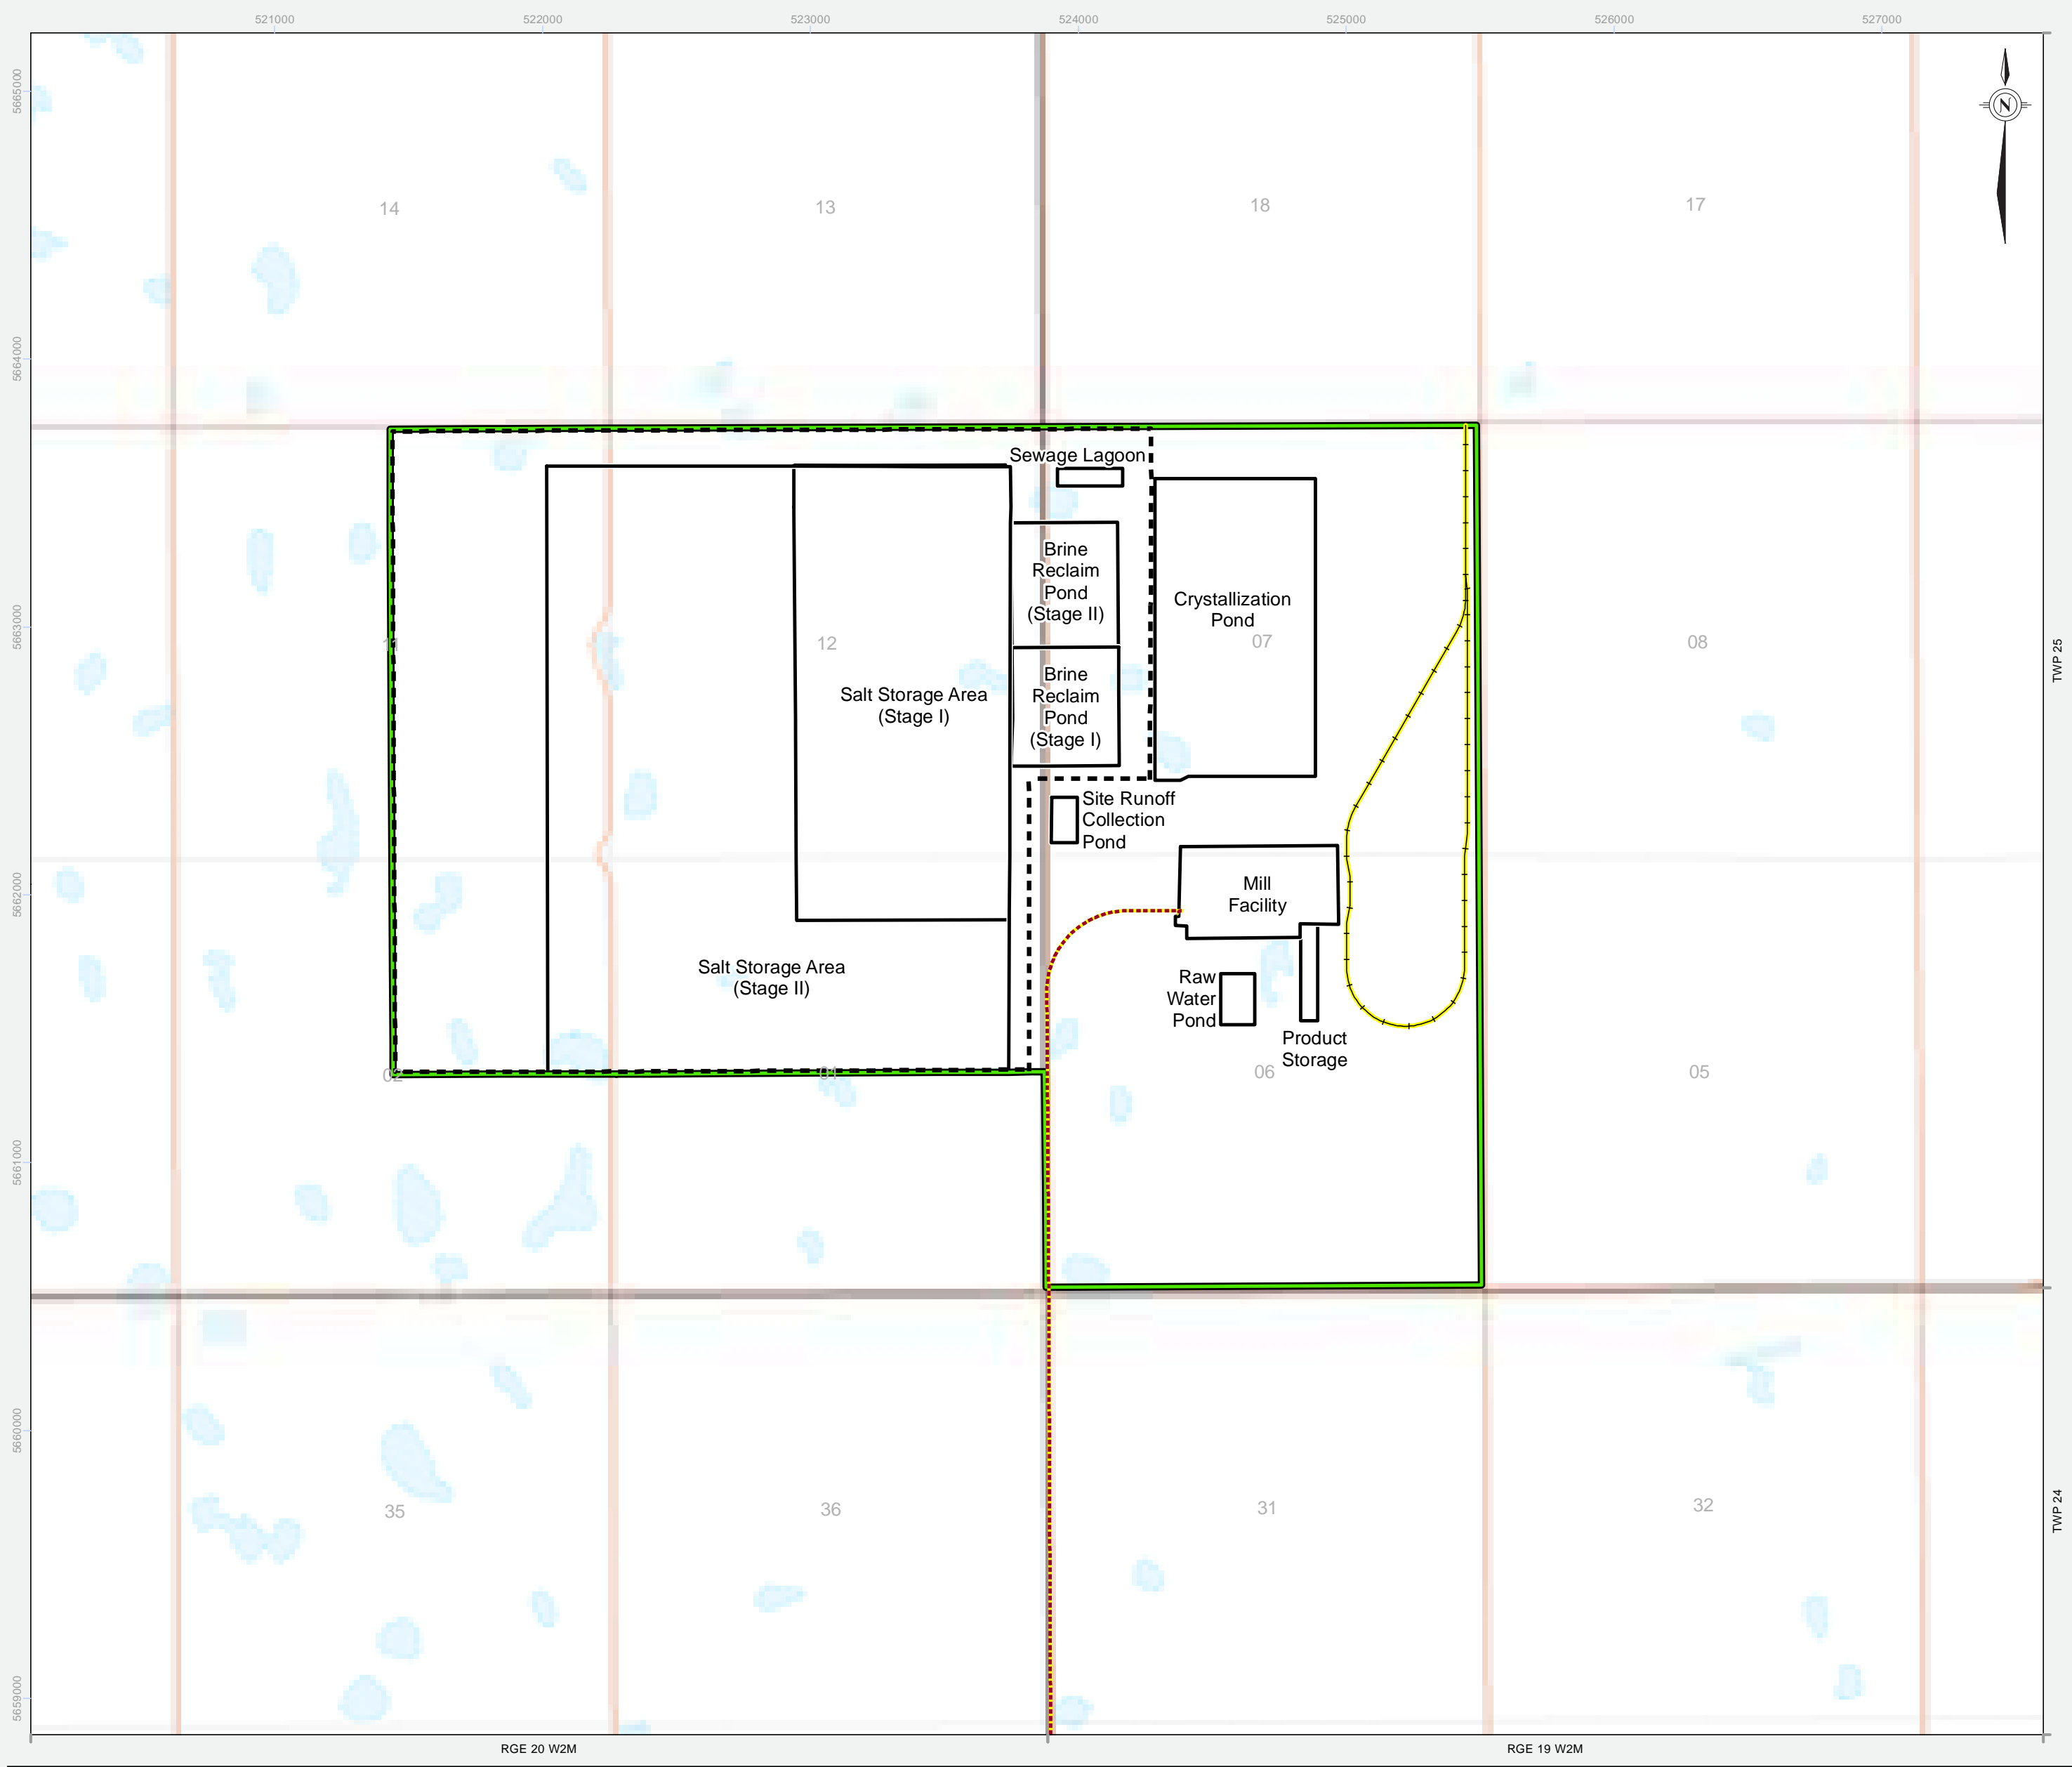 521000 522000 523000 524000 525000 526000 527000
5665000
N
14 13 18 17
5664000
Sewage Lagoon
Brine
Reclaim
Pond
(Stage II)
Crystallization
Pond
5663000
11 12 07 08
TWP 25
Salt Storage Area
(Stage I)
Brine
Reclaim
Pond
(Stage I)
Site Runoff
Collection
Pond
5662000
Mill
Facility
Salt Storage Area
(Stage II)
Raw
Water
Pond
Product
Storage
02 01 06 05
5661000
5660000
35 36 31 32
TWP 24
5659000
RGE 20 W2M RGE 19 W2M